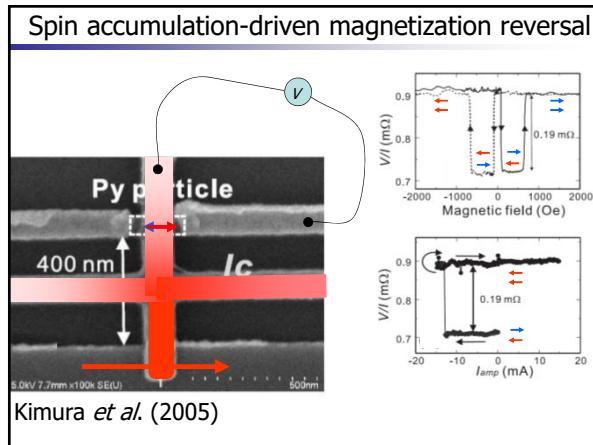 Spin accumulation-driven magnetization reversal
V
Py particle
400 nm
Ic
5.0kV 7.7mm x100k SE(U)
500nm
V/I (mΩ)
0.9
0.8
0.7
0.19 mΩ
-2000 -1000 0 1000 2000
Magnetic field (Oe)
V/I (mΩ)
0.9
0.8
0.7
0.19 mΩ
-20 -10 0 10 20
Iamp (mA)
Kimura et al. (2005)